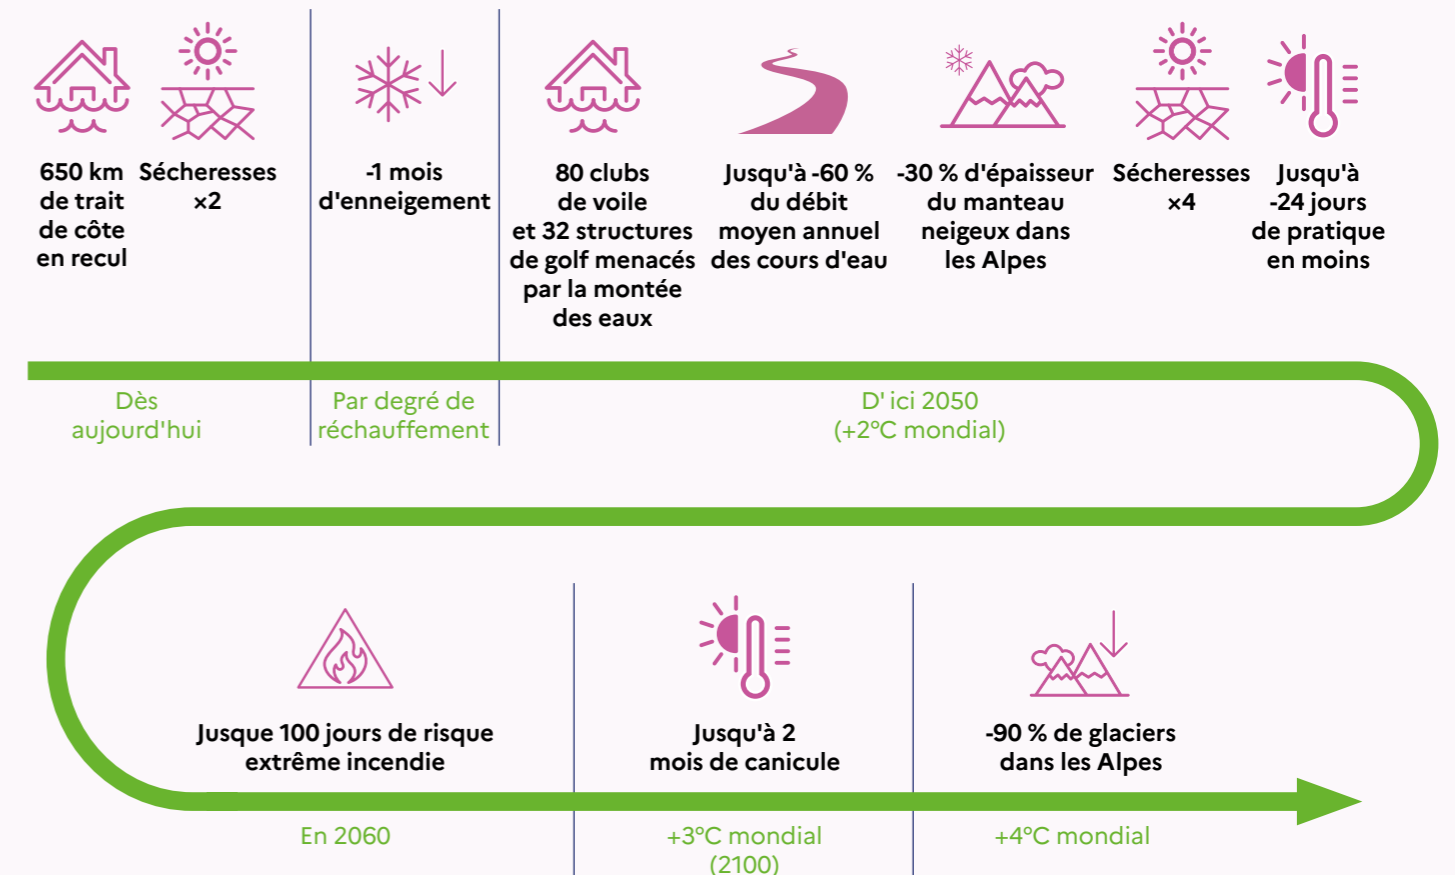 650 km
de trait
de côte
en recul
Sécheresses
×2
-1 mois
d'enneigement
80 clubs
de voile
et 32 structures
de golf menacés
par la montée
des eaux
Jusqu'à -60 %
du débit
moyen annuel
des cours d'eau
-30 % d'épaisseur
du manteau
neigeux dans
les Alpes
Sécheresses
×4
Jusqu'à
-24 jours
de pratique
en moins
Dès
aujourd'hui
Par degré de
réchauffement
D' ici 2050
(+2°C mondial)
Jusque 100 jours de risque
extrême incendie
Jusqu'à 2
mois de canicule
-90 % de glaciers
dans les Alpes
En 2060
+3°C mondial
(2100)
+4°C mondial